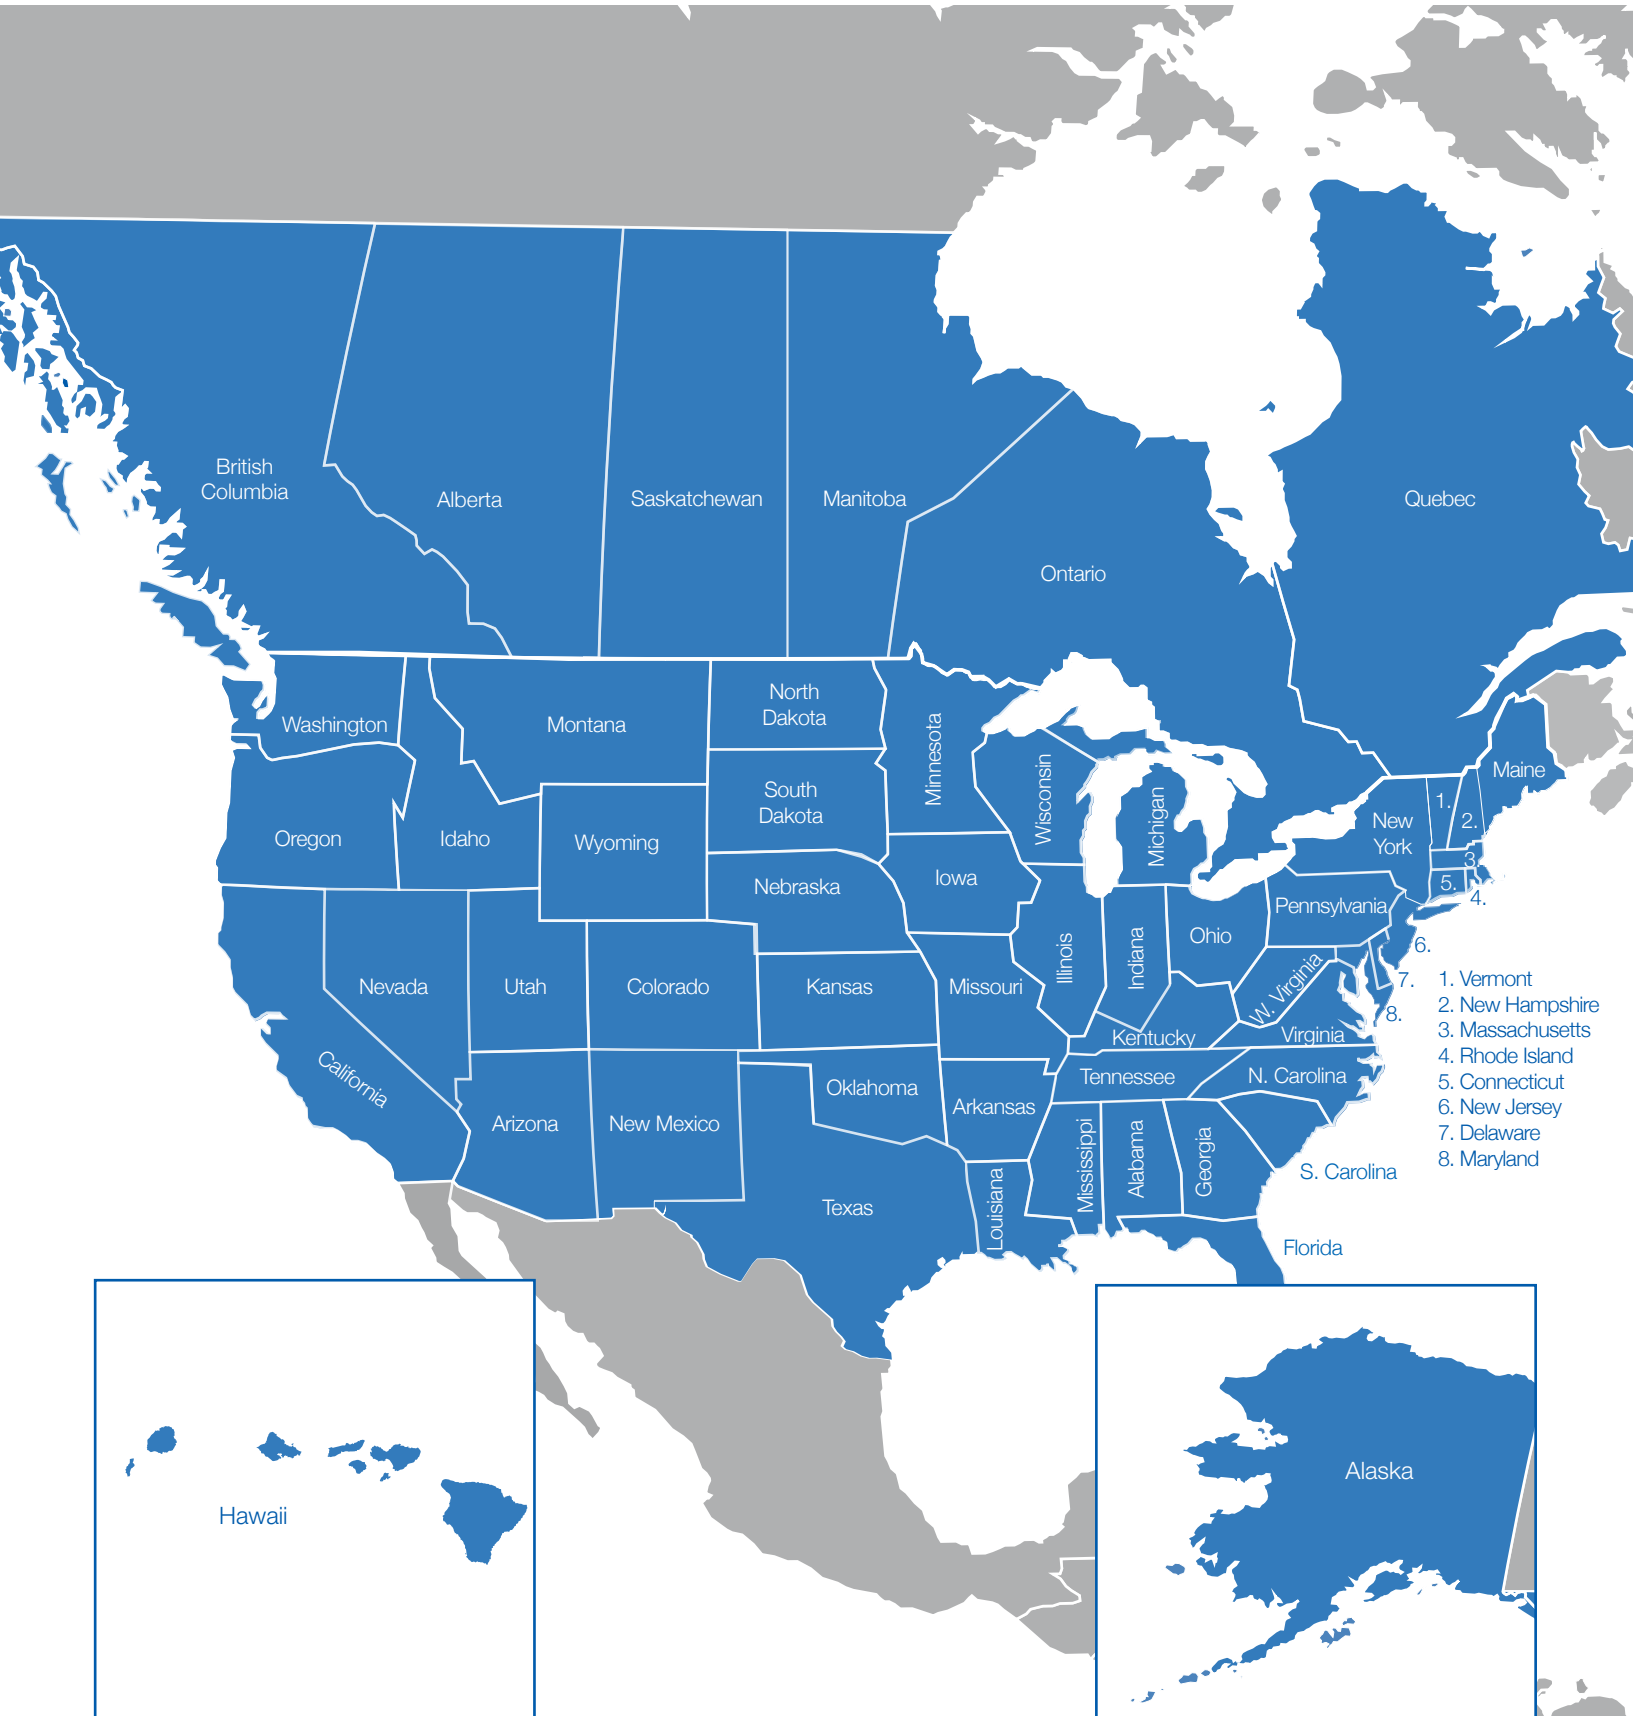 British
Columbia
Alberta
Saskatchewan
Manitoba
Quebec
Ontario
Washington
Montana
North
Dakota
Minnesota
Wisconsin
Michigan
Maine
1.
2.
New
York
3.
5.
4.
Oregon
Idaho
Wyoming
South
Dakota
Nebraska
Iowa
Illinois
Indiana
Ohio
Pennsylvania
6.
7.
8.
Nevada
Utah
Colorado
Kansas
Missouri
W. Virginia
Kentucky
Virginia
1. Vermont
2. New Hampshire
3. Massachusetts
4. Rhode Island
5. Connecticut
6. New Jersey
7. Delaware
8. Maryland
California
Arizona
New Mexico
Oklahoma
Arkansas
Tennessee
N. Carolina
Mississippi
Alabama
Georgia
S. Carolina
Texas
Louisiana
Florida
Hawaii
Alaska